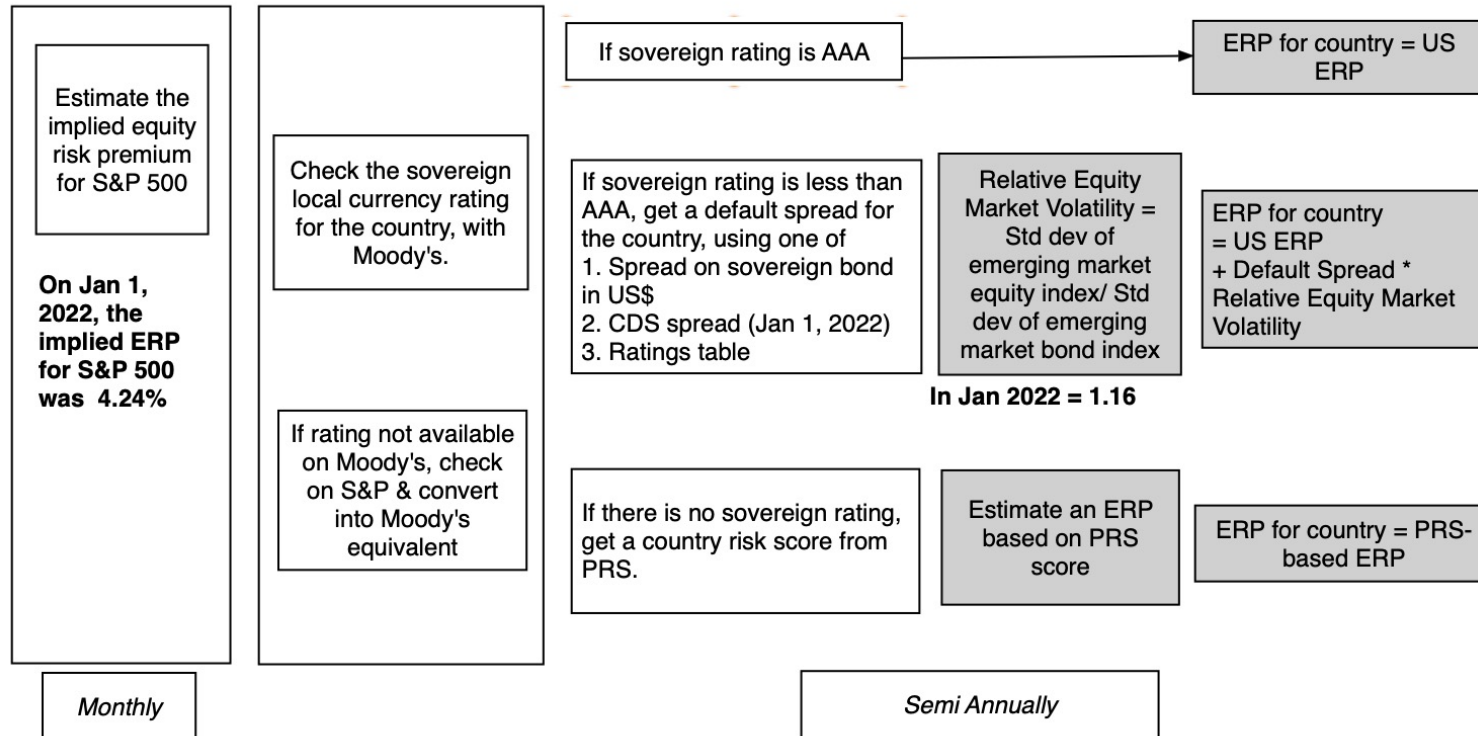 Estimate the
implied equity
risk premium
for S&P 500
On Jan 1,
2022, the
implied ERP
for S&P 500
was 4.24%
Monthly
Check the sovereign
local currency rating
for the country, with
Moody's.
If rating not available
on Moody's, check
on S&P & convert
into Moody's
equivalent
If sovereign rating is AAA
ERP for country = US
ERP
If sovereign rating is less than
AAA, get a default spread for
the country, using one of
1. Spread on sovereign bond
in US$
2. CDS spread (Jan 1, 2022)
3. Ratings table
Relative Equity
Market Volatility =
Std dev of
emerging market
equity index/ Std
dev of emerging
market bond index
In Jan 2022 = 1.16
ERP for country
= US ERP
+ Default Spread *
Relative Equity Market
Volatility
If there is no sovereign rating,
get a country risk score from
PRS.
Estimate an ERP
based on PRS
score
ERP for country = PRS-
based ERP
Semi Annually